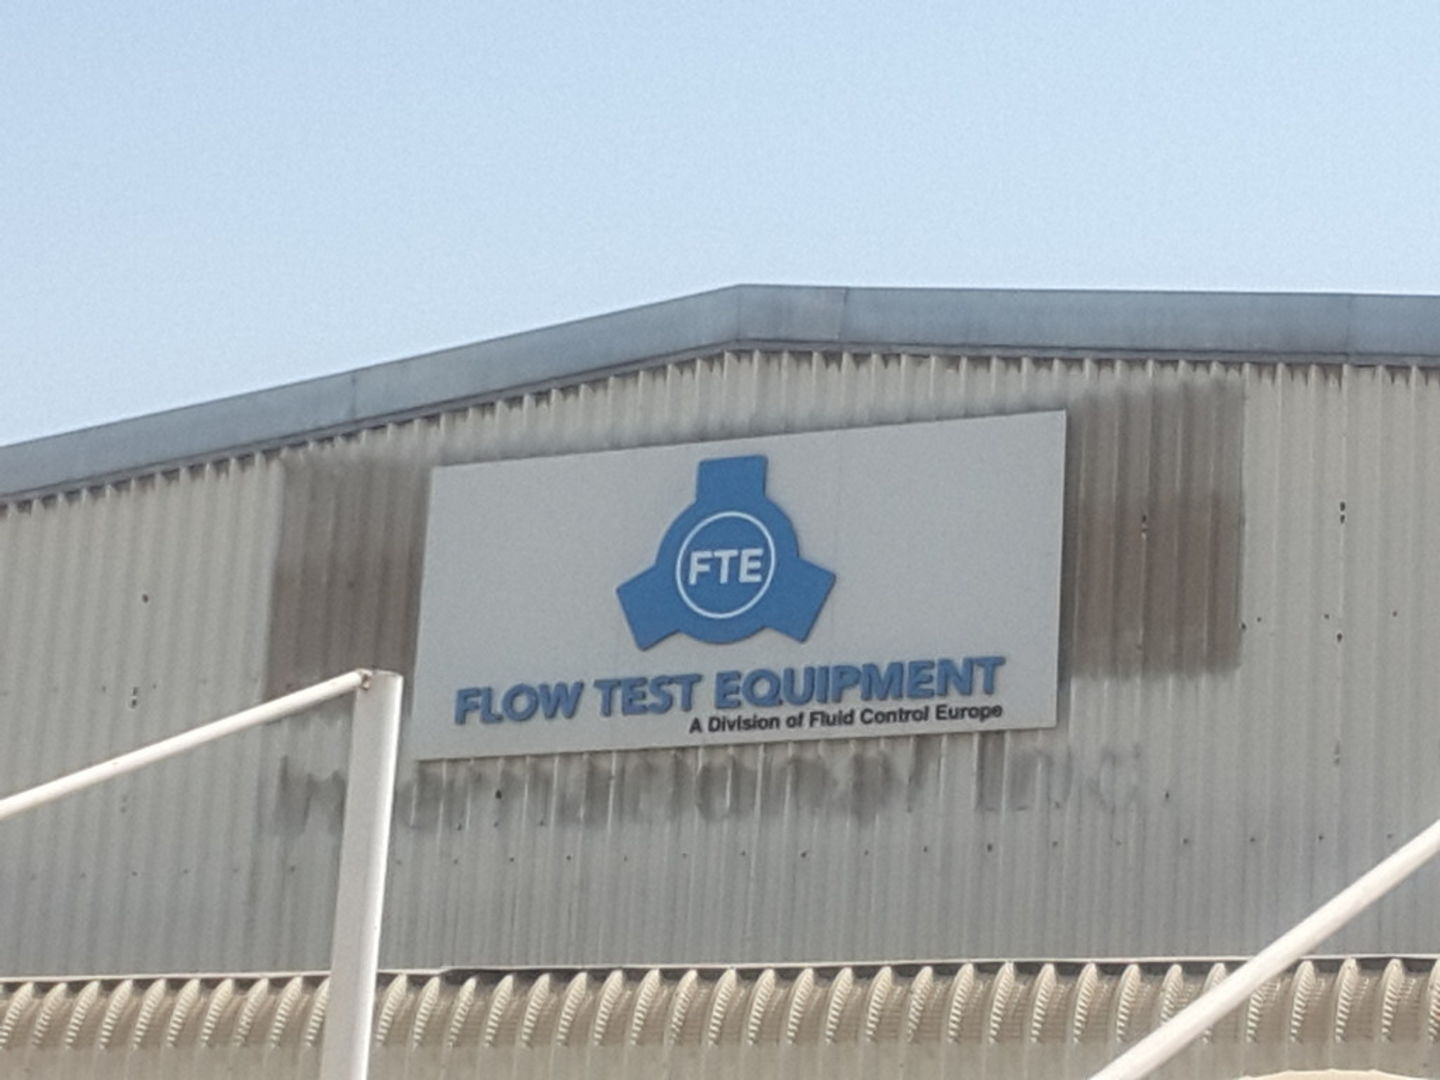 FTE
FLOW TEST EQUIPMENT
A Division of Fluid Control Europe